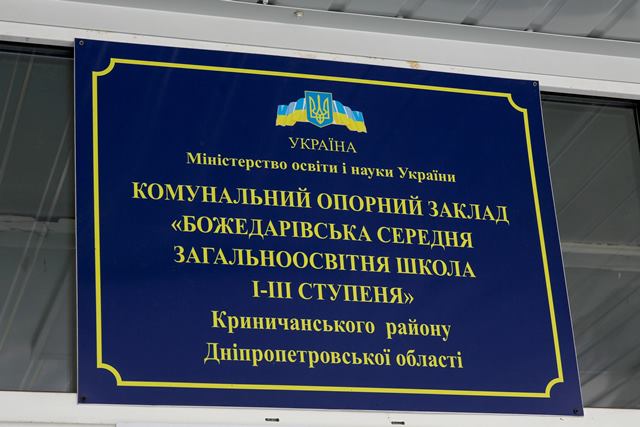 УКРАЇНА
Міністерство освіти і науки України
КОМУНАЛЬНИЙ ОПОРНИЙ ЗАКЛАД
«БОЖЕДАРІВСЬКА СЕРЕДНЯ
ЗАГАЛЬНООСВІТНЯ ШКОЛА
І-ІІІ СТУПЕНЯ»
Криничанського району
Дніпропетровської області